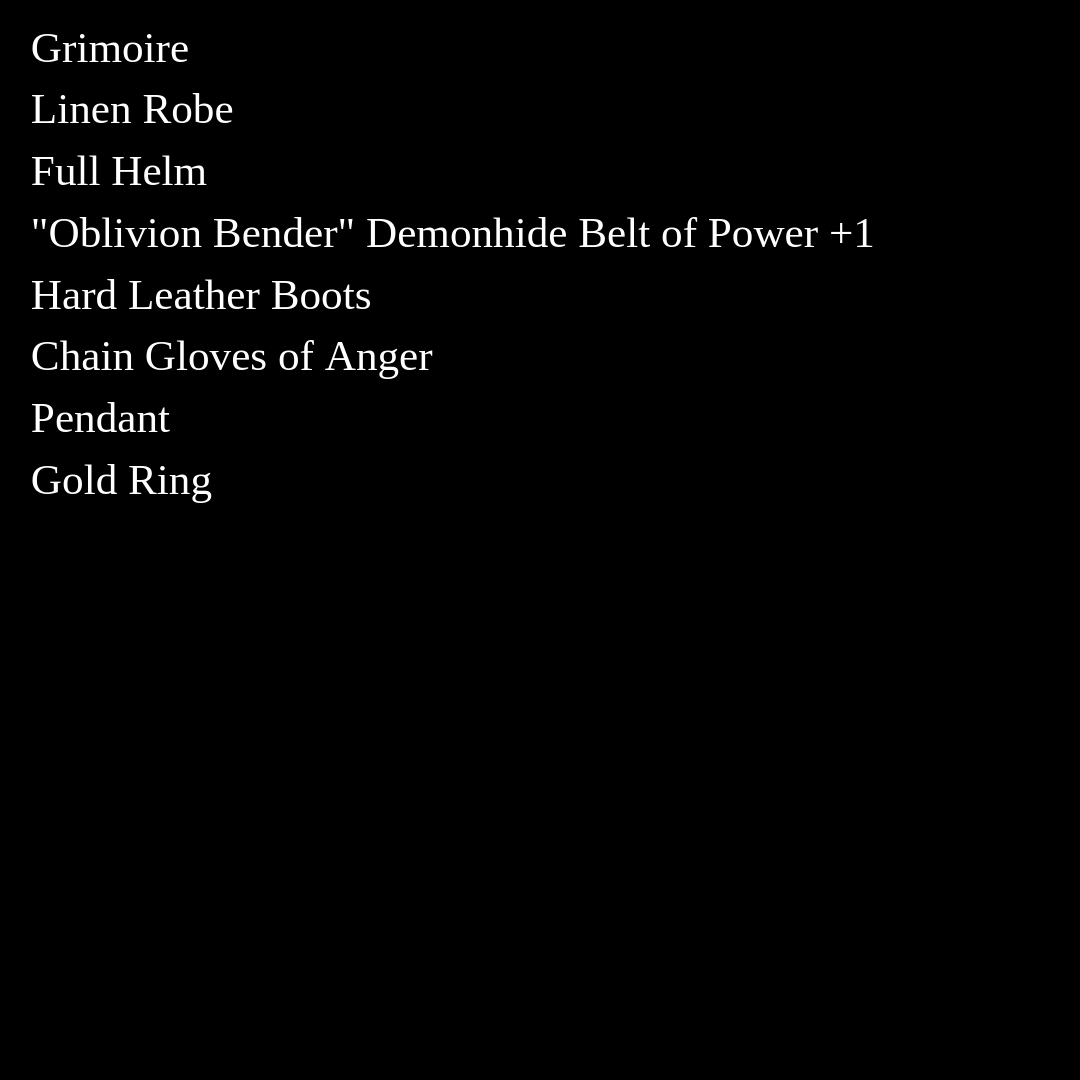 Grimoire
Linen Robe
Full Helm
"Oblivion Bender" Demonhide Belt of Power +1
Hard Leather Boots
Chain Gloves of Anger
Pendant
Gold Ring